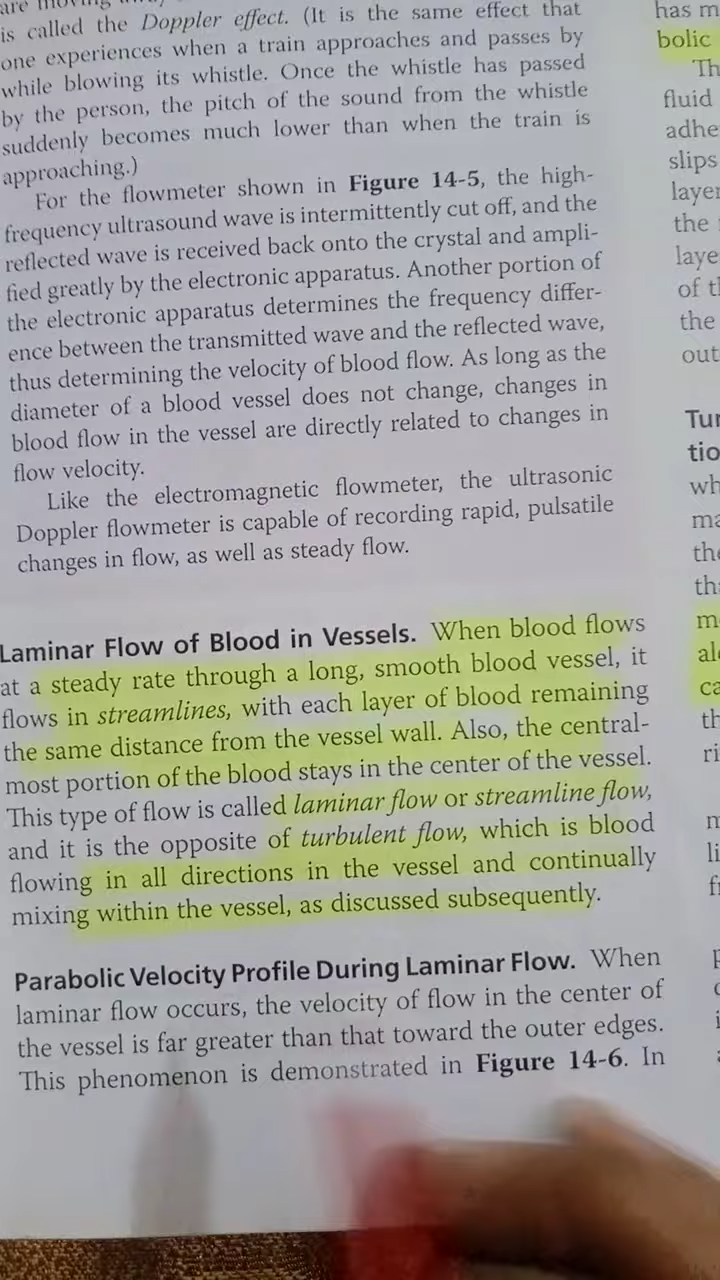 is called the Doppler effect. (It is the same effect that
one experiences when a train approaches and passes by
while blowing its whistle. Once the whistle has passed
by the person, the pitch of the sound from the whistle
suddenly becomes much lower than when the train is
approaching.)
For the flowmeter shown in Figure 14-5, the high-
frequency ultrasound wave is intermittently cut off, and the
reflected wave is received back onto the crystal and ampli-
fied greatly by the electronic apparatus. Another portion of
the electronic apparatus determines the frequency differ-
ence between the transmitted wave and the reflected wave,
thus determining the velocity of blood flow. As long as the
diameter of a blood vessel does not change, changes in
blood flow in the vessel are directly related to changes in
flow velocity.
Like the electromagnetic flowmeter, the ultrasonic
Doppler flowmeter is capable of recording rapid, pulsatile
changes in flow, as well as steady flow.
Laminar Flow of Blood in Vessels. When blood flows
at a steady rate through a long, smooth blood vessel, it
flows in streamlines, with each layer of blood remaining
the same distance from the vessel wall. Also, the central-
most portion of the blood stays in the center of the vessel.
This type of flow is called laminar flow or streamline flow,
and it is the opposite of turbulent flow, which is blood
flowing in all directions in the vessel and continually
mixing within the vessel, as discussed subsequently.
Parabolic Velocity Profile During Laminar Flow. When
laminar flow occurs, the velocity of flow in the center of
the vessel is far greater than that toward the outer edges.
This phenomenon is demonstrated in Figure 14-6. In
has m
bolic
Th
fluid
adhe
slips
layer
the
laye
of th
the
out
Tur
tio
wh
ma
the
tha
m
alo
ca
th
ri